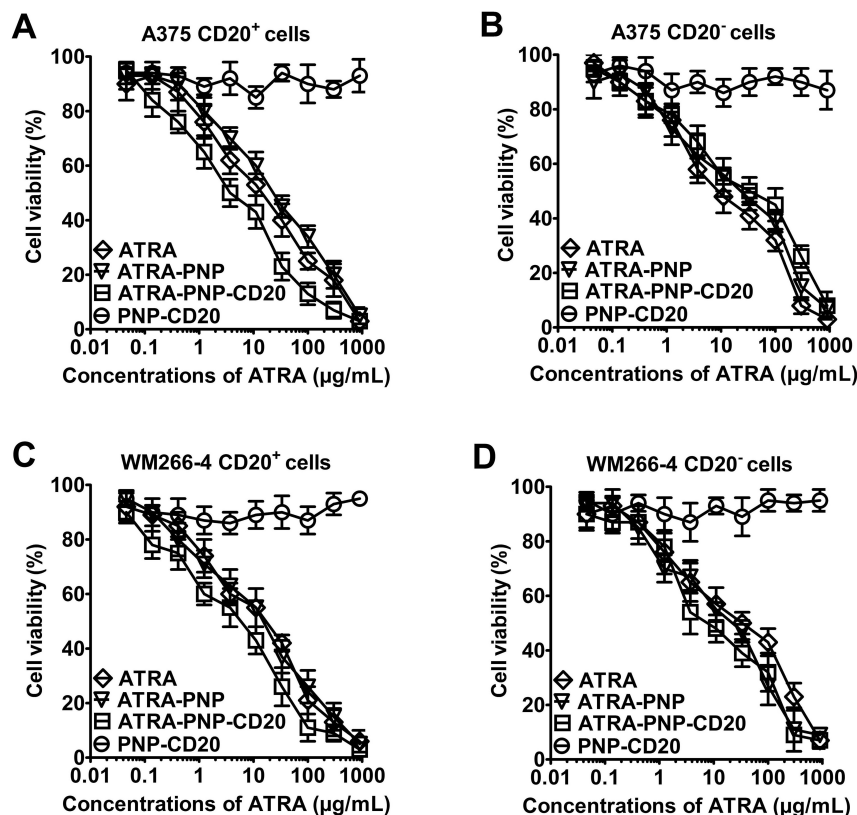 A
A375 CD20+ cells
100
80
60
40
20
0
Cell viability (%)
ATRA
ATRA-PNP
ATRA-PNP-CD20
PNP-CD20
0.01 0.1 1 10 100 1000
Concentrations of ATRA (µg/mL)
B
A375 CD20- cells
100
80
60
40
20
0
Cell viability (%)
ATRA
ATRA-PNP
ATRA-PNP-CD20
PNP-CD20
0.01 0.1 1 10 100 1000
Concentrations of ATRA (µg/mL)
C
WM266-4 CD20+ cells
100
80
60
40
20
0
Cell viability (%)
ATRA
ATRA-PNP
ATRA-PNP-CD20
PNP-CD20
0.01 0.1 1 10 100 1000
Concentrations of ATRA (µg/mL)
D
WM266-4 CD20- cells
100
80
60
40
20
0
Cell viability (%)
ATRA
ATRA-PNP
ATRA-PNP-CD20
PNP-CD20
0.01 0.1 1 10 100 1000
Concentrations of ATRA (µg/mL)